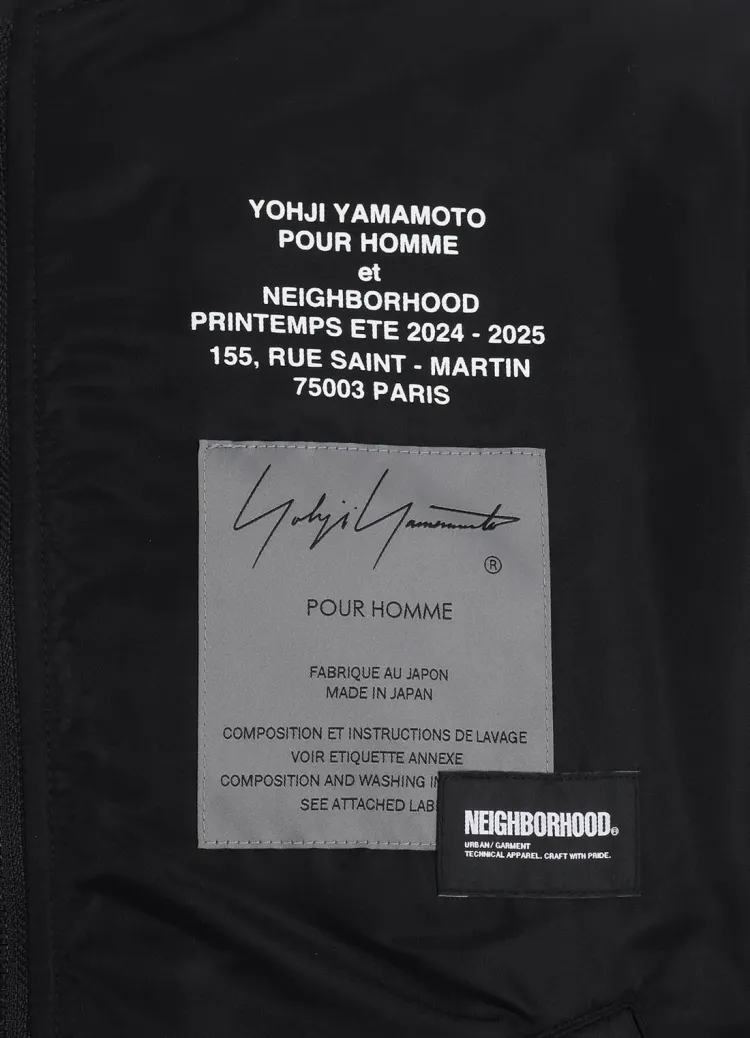 YOHJI YAMAMOTO
POUR HOMME
et
NEIGHBORHOOD
PRINTEMPS ETE 2024 - 2025
155, RUE SAINT - MARTIN
75003 PARIS
Yohji Yamamoto
®
POUR HOMME
FABRIQUE AU JAPON
MADE IN JAPAN
COMPOSITION ET INSTRUCTIONS DE LAVAGE
VOIR ETIQUETTE ANNEXE
COMPOSITION AND WASHING
SEE ATTACHED
NEIGHBORHOOD®
URBAN / GARMENT
TECHNICAL APPAREL. CRAFT WITH PRIDE.